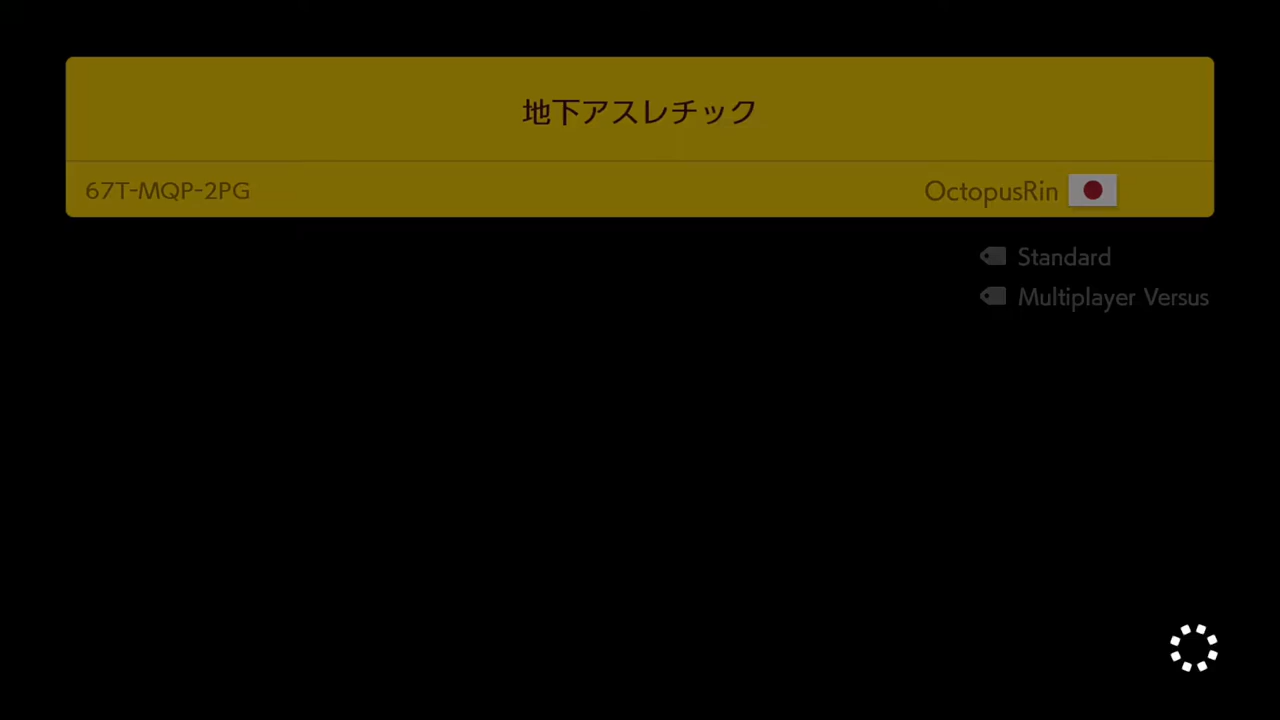 地下アスレチック
67T-MQP-2PG
OctopusRin
Standard
Multiplayer Versus